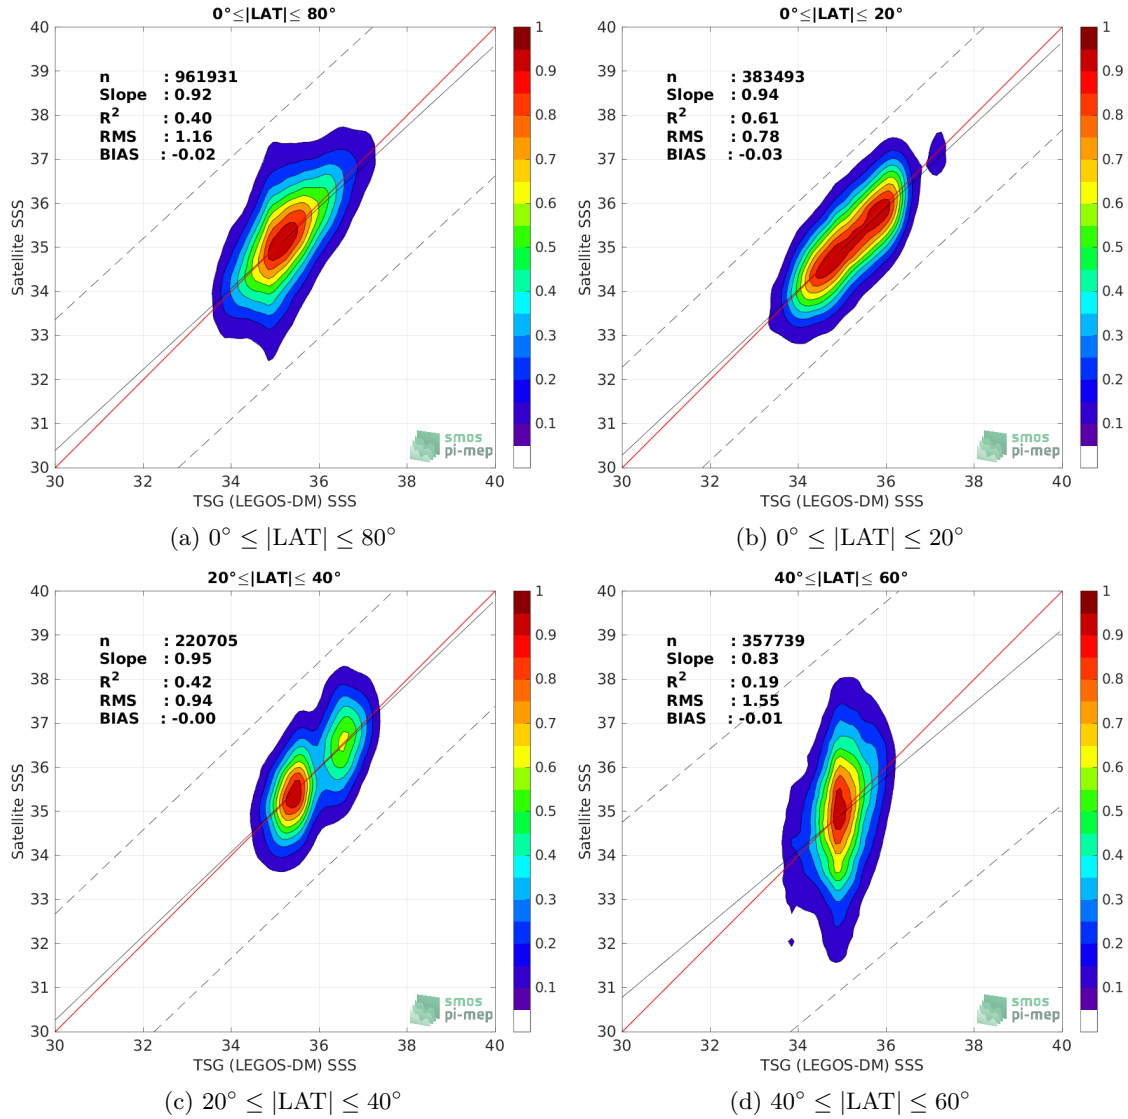 0°≤|LAT|≤ 80°
n : 961931
Slope : 0.92
R² : 0.40
RMS : 1.16
BIAS : -0.02
Satellite SSS
40
39
38
37
36
35
34
33
32
31
30
30 32 34 36 38 40
TSG (LEGOS-DM) SSS
1
0.9
0.8
0.7
0.6
0.5
0.4
0.3
0.2
0.1
smos
pi-mep
(a) 0° ≤ |LAT| ≤ 80°
0°≤|LAT|≤ 20°
n : 383493
Slope : 0.94
R² : 0.61
RMS : 0.78
BIAS : -0.03
Satellite SSS
40
39
38
37
36
35
34
33
32
31
30
30 32 34 36 38 40
TSG (LEGOS-DM) SSS
1
0.9
0.8
0.7
0.6
0.5
0.4
0.3
0.2
0.1
smos
pi-mep
(b) 0° ≤ |LAT| ≤ 20°
20°≤|LAT|≤ 40°
n : 220705
Slope : 0.95
R² : 0.42
RMS : 0.94
BIAS : -0.00
Satellite SSS
40
39
38
37
36
35
34
33
32
31
30
30 32 34 36 38 40
TSG (LEGOS-DM) SSS
1
0.9
0.8
0.7
0.6
0.5
0.4
0.3
0.2
0.1
smos
pi-mep
(c) 20° ≤ |LAT| ≤ 40°
40°≤|LAT|≤ 60°
n : 357739
Slope : 0.83
R² : 0.19
RMS : 1.55
BIAS : -0.01
Satellite SSS
40
39
38
37
36
35
34
33
32
31
30
30 32 34 36 38 40
TSG (LEGOS-DM) SSS
1
0.9
0.8
0.7
0.6
0.5
0.4
0.3
0.2
0.1
smos
pi-mep
(d) 40° ≤ |LAT| ≤ 60°